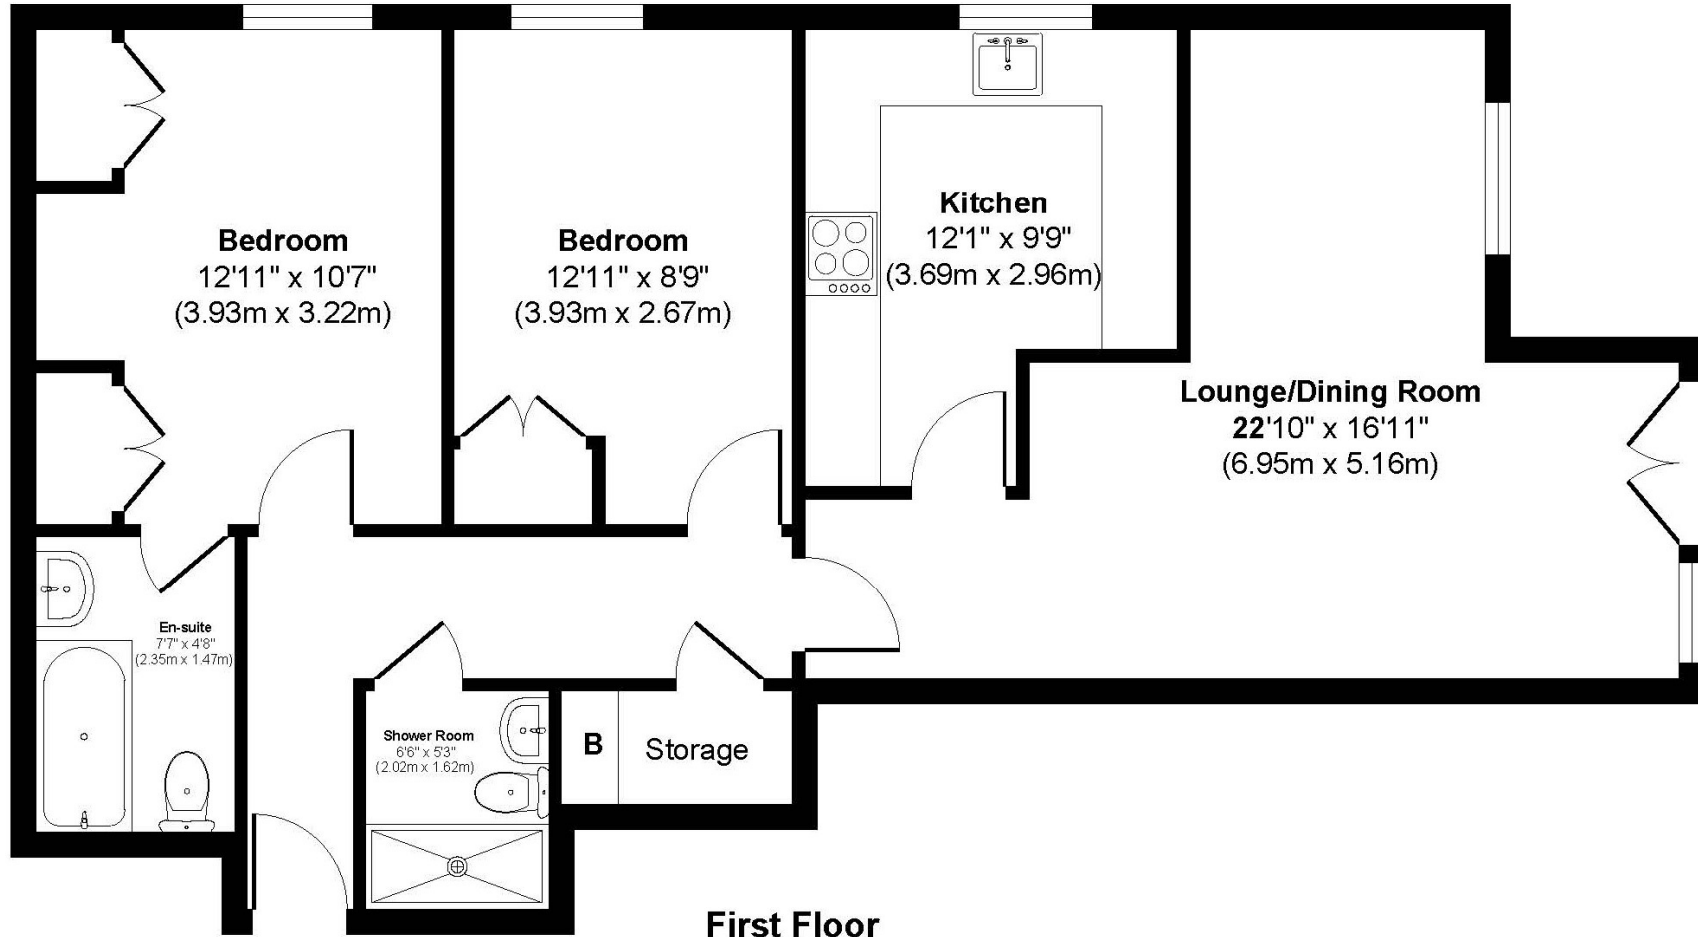 Bedroom
12'11" x 10'7"
(3.93m x 3.22m)
Bedroom
12'11" x 8'9"
(3.93m x 2.67m)
Kitchen
12'1" x 9'9"
(3.69m x 2.96m)
Lounge/Dining Room
22'10" x 16'11"
(6.95m x 5.16m)
En-suite
7'7" x 4'8"
(2.35m x 1.47m)
Shower Room
6'6" x 5'3"
(2.02m x 1.62m)
B
Storage
First Floor